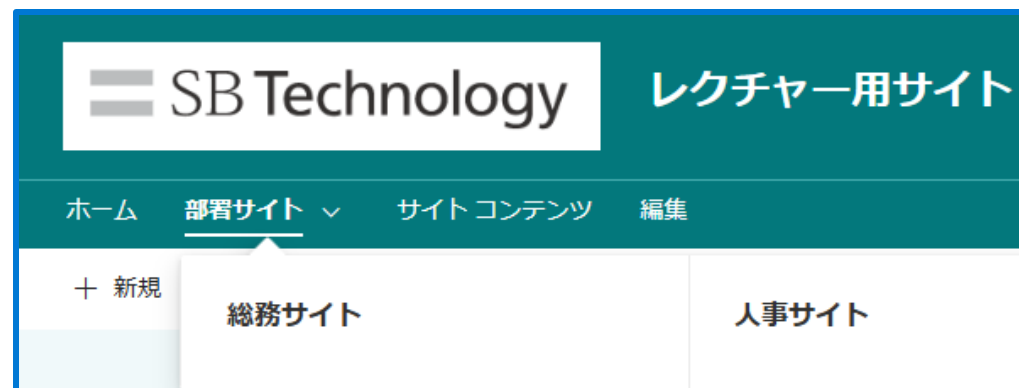 SB Technology
レクチャー用サイト
ホーム 部署サイト サイト コンテンツ 編集
＋ 新規
総務サイト 人事サイト